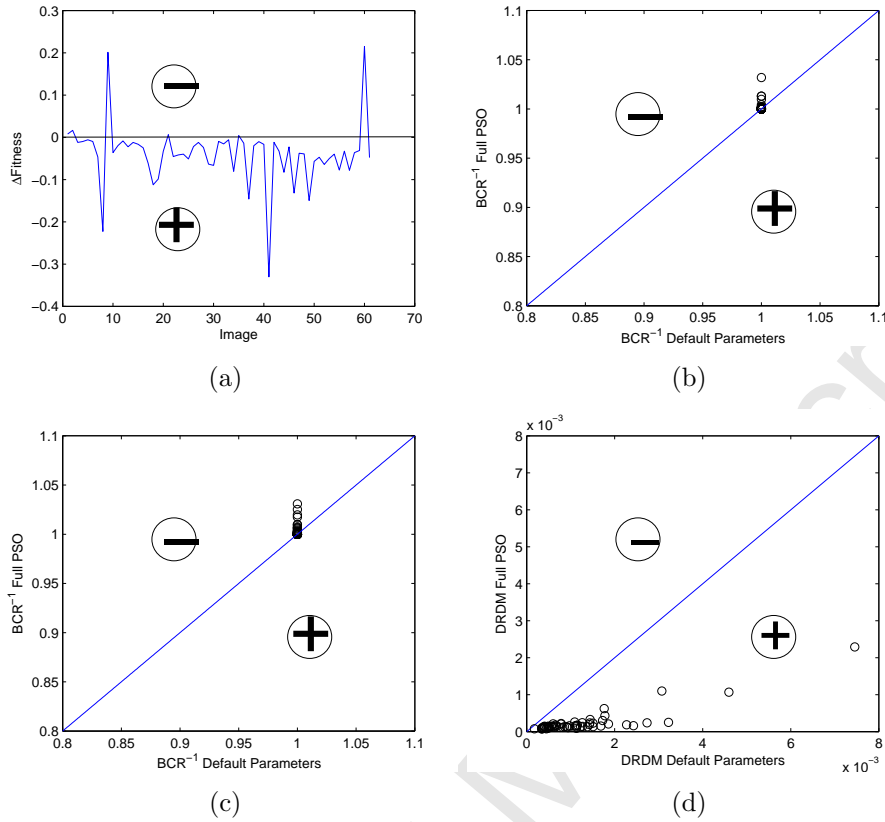 0.3
0.2
0.1
0
−0.1
−0.2
−0.3
−0.4
ΔFitness
0 10 20 30 40 50 60 70
Image
(a)
1.1
1.05
1
0.95
0.9
0.85
0.8
BCR⁻¹ Full PSO
0.8 0.85 0.9 0.95 1 1.05 1.1
BCR⁻¹ Default Parameters
(b)
1.1
1.05
1
0.95
0.9
0.85
0.8
BCR⁻¹ Full PSO
0.8 0.85 0.9 0.95 1 1.05 1.1
BCR⁻¹ Default Parameters
(c)
x 10⁻³
8
7
6
5
4
3
2
1
0
DRDM Full PSO
0 2 4 6 8
DRDM Default Parameters
x 10⁻³
(d)